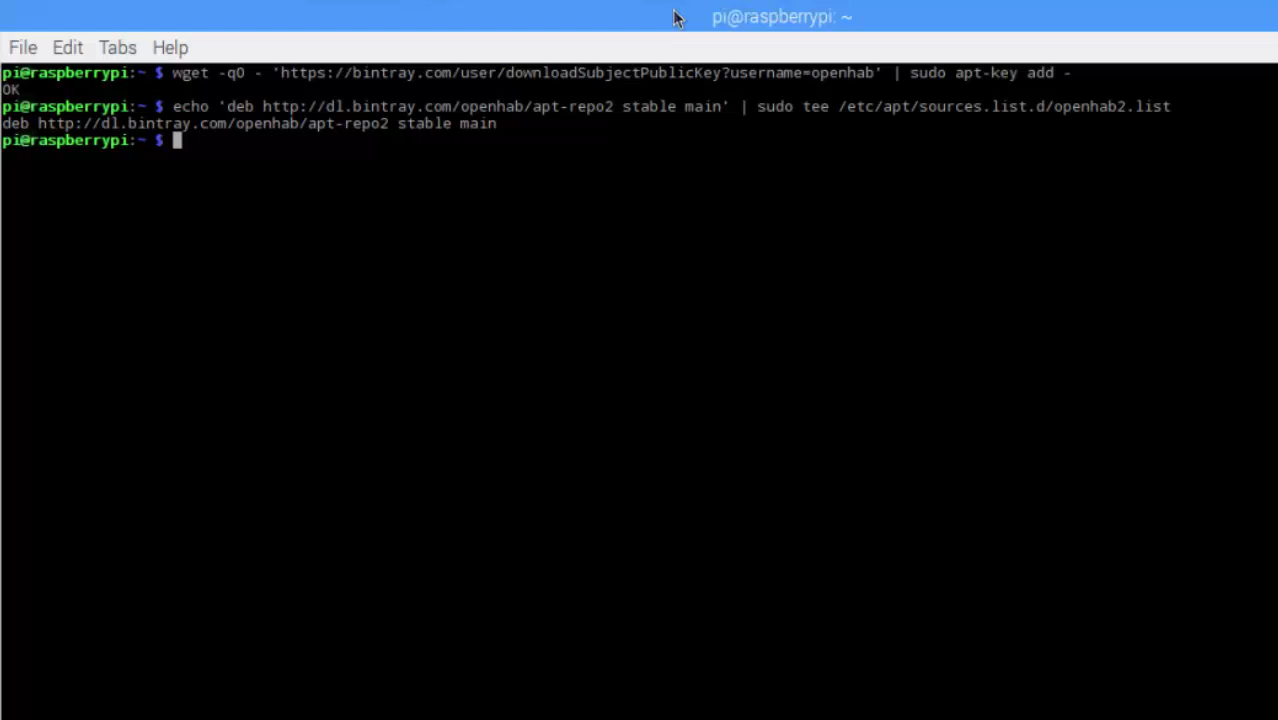 pi@raspberrypi: ~
File Edit Tabs Help
pi@raspberrypi:~ $ wget -qO - 'https://bintray.com/user/downloadSubjectPublicKey?username=openhab' | sudo apt-key add -
OK
pi@raspberrypi:~ $ echo 'deb http://dl.bintray.com/openhab/apt-repo2 stable main' | sudo tee /etc/apt/sources.list.d/openhab2.list
deb http://dl.bintray.com/openhab/apt-repo2 stable main
pi@raspberrypi:~ $